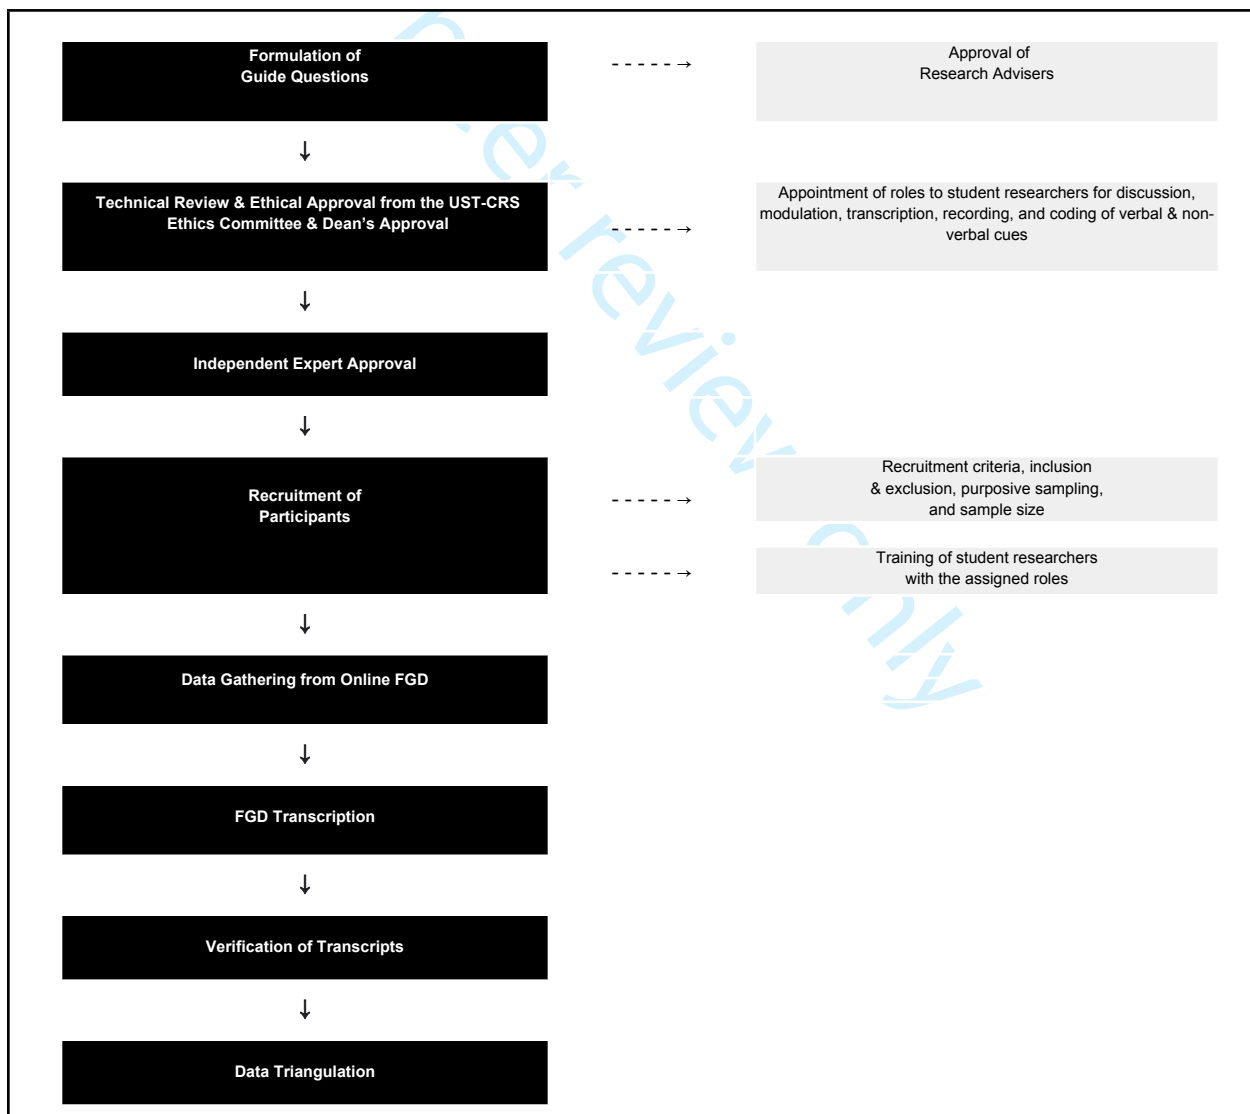 Formulation of
Guide Questions
- - - - - →
Approval of
Research Advisers
↓
Technical Review & Ethical Approval from the UST-CRS
Ethics Committee & Dean's Approval
- - - - - →
Appointment of roles to student researchers for discussion,
modulation, transcription, recording, and coding of verbal & non-
verbal cues
↓
Independent Expert Approval
↓
Recruitment of
Participants
- - - - - →
Recruitment criteria, inclusion
& exclusion, purposive sampling,
and sample size
- - - - - →
Training of student researchers
with the assigned roles
↓
Data Gathering from Online FGD
↓
FGD Transcription
↓
Verification of Transcripts
↓
Data Triangulation
er review only